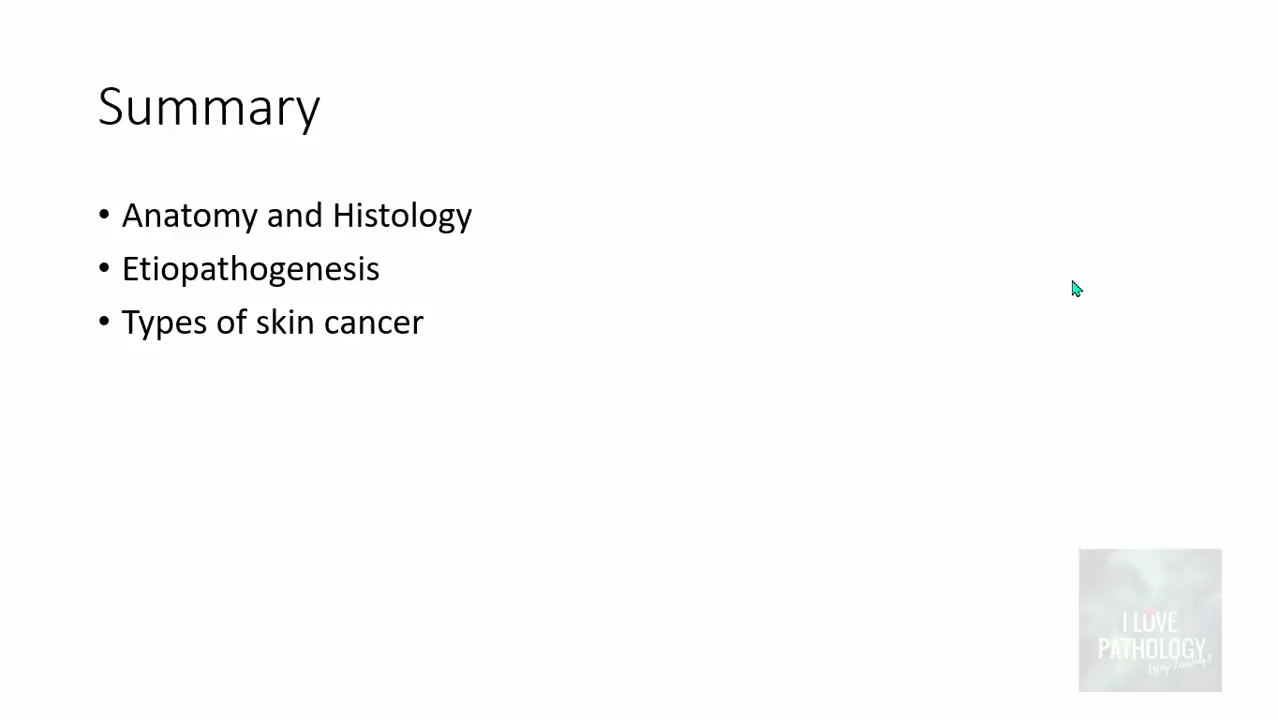 Summary
• Anatomy and Histology
• Etiopathogenesis
• Types of skin cancer
I LOVE
PATHOLOGY